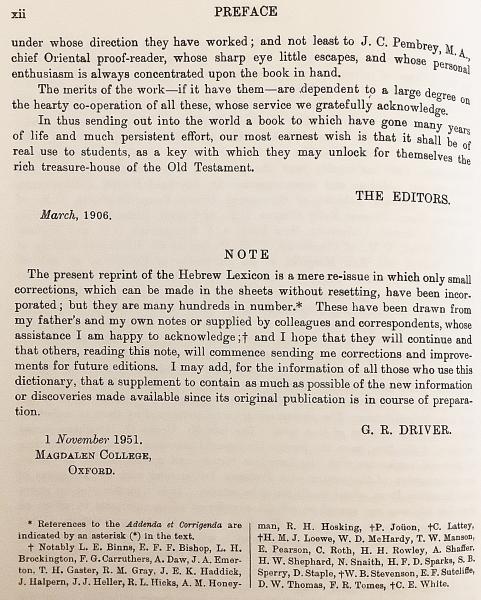 xii
PREFACE
under whose direction they have worked; and not least to J. C. Pembrey, M. A.,
chief Oriental proof-reader, whose sharp eye little escapes, and whose personal
enthusiasm is always concentrated upon the book in hand.
The merits of the work—if it have them—are dependent to a large degree on
the hearty co-operation of all these, whose service we gratefully acknowledge.
In thus sending out into the world a book to which have gone many years
of life and much persistent effort, our most earnest wish is that it shall be of
real use to students, as a key with which they may unlock for themselves the
rich treasure-house of the Old Testament.
THE EDITORS.
March, 1906.
NOTE
The present reprint of the Hebrew Lexicon is a mere re-issue in which only small
corrections, which can be made in the sheets without resetting, have been incor-
porated; but they are many hundreds in number.* These have been drawn from
my father's and my own notes or supplied by colleagues and correspondents, whose
assistance I am happy to acknowledge;† and I hope that they will continue and
that others, reading this note, will commence sending me corrections and improve-
ments for future editions. I may add, for the information of all those who use this
dictionary, that a supplement to contain as much as possible of the new information
or discoveries made available since its original publication is in course of prepara-
tion.
G. R. DRIVER.
1 November 1951.
MAGDALEN COLLEGE,
OXFORD.
* References to the Addenda et Corrigenda are
indicated by an asterisk (*) in the text.
† Notably L. E. Binns, E. F. F. Bishop, L. H.
Brockington, F. G. Carruthers, A. Daw, J. A. Emer-
ton, T. H. Gaster, R. M. Gray, J. E. K. Haddick,
J. Halpern, J. J. Heller, R. L. Hicks, A. M. Honey-
man, R. H. Hosking, †P. Joüon, †C. Lattey,
†H. M. J. Loewe, W. D. McHardy, T. W. Manson,
E. Pearson, C. Roth, H. H. Rowley, A. Shaffer,
H. W. Shephard, N. Snaith, H. F. D. Sparks, S. B.
Sperry, D. Staple, †W. B. Stevenson, E. F. Sutcliffe,
D. W. Thomas, F. R. Tomes, †C. E. White.